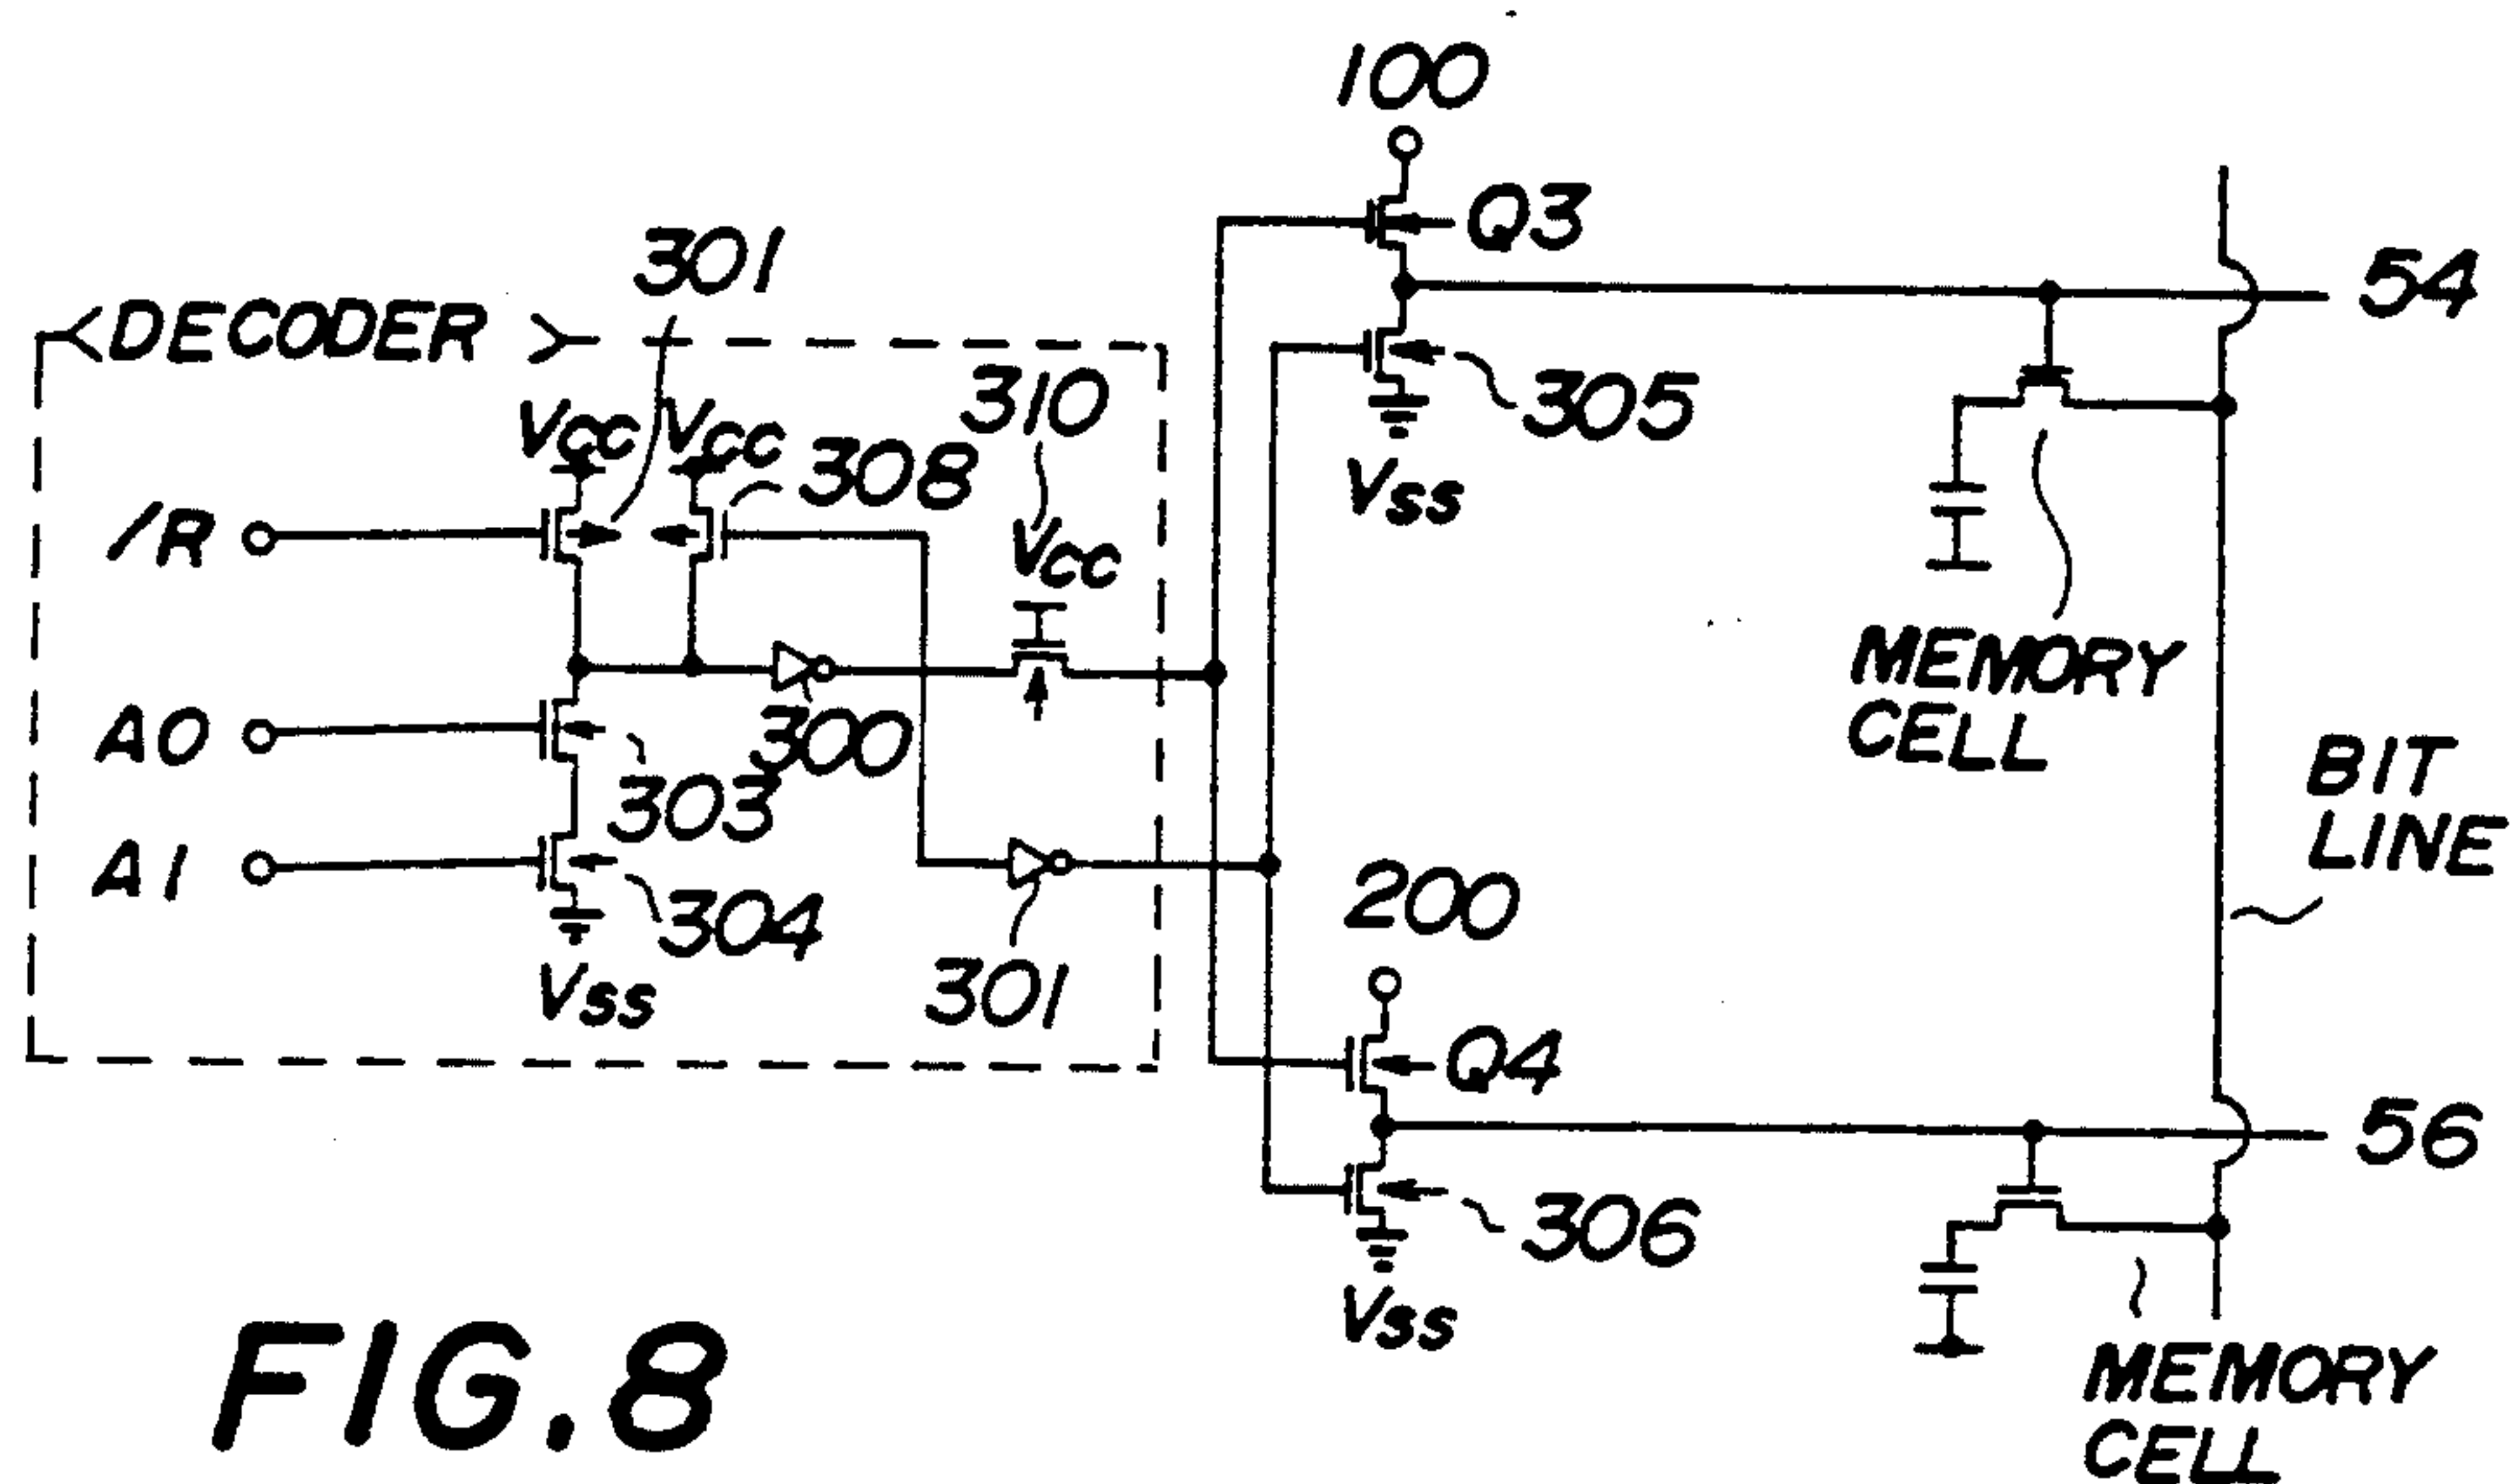 100
Q3
301
54
DECODER
310
305
VCC
VCC
308
VSS
/R
VCC
MEMORY
CELL
A0
300
BIT
LINE
303
A1
200
304
301
VSS
Q4
56
306
VSS
MEMORY
CELL
FIG.8